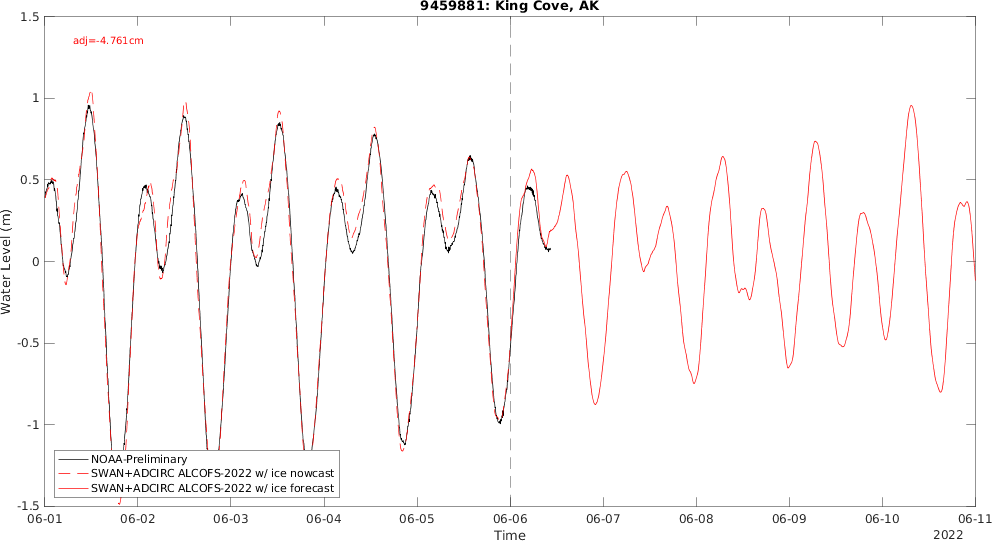 9459881: King Cove, AK
adj=-4.761cm
1.5
1
0.5
0
-0.5
-1
-1.5
Water Level (m)
NOAA-Preliminary
SWAN+ADCIRC ALCOFS-2022 w/ ice nowcast
SWAN+ADCIRC ALCOFS-2022 w/ ice forecast
06-01 06-02 06-03 06-04 06-05 06-06 06-07 06-08 06-09 06-10 06-11
Time
2022